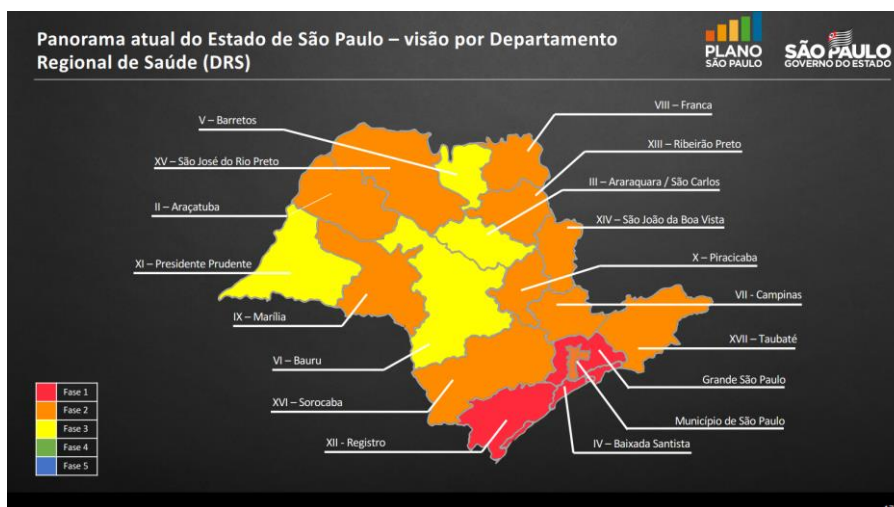 Panorama atual do Estado de São Paulo – visão por Departamento
Regional de Saúde (DRS)
PLANO
SÃO PAULO
SÃO PAULO
GOVERNO DO ESTADO
VIII – Franca
V – Barretos
XIII – Ribeirão Preto
XV – São José do Rio Preto
III – Araraquara / São Carlos
II – Araçatuba
XIV – São João da Boa Vista
XI – Presidente Prudente
X – Piracicaba
VII - Campinas
IX – Marília
XVII – Taubaté
VI – Bauru
Grande São Paulo
XVI – Sorocaba
Município de São Paulo
XII - Registro
IV – Baixada Santista
Fase 1
Fase 2
Fase 3
Fase 4
Fase 5